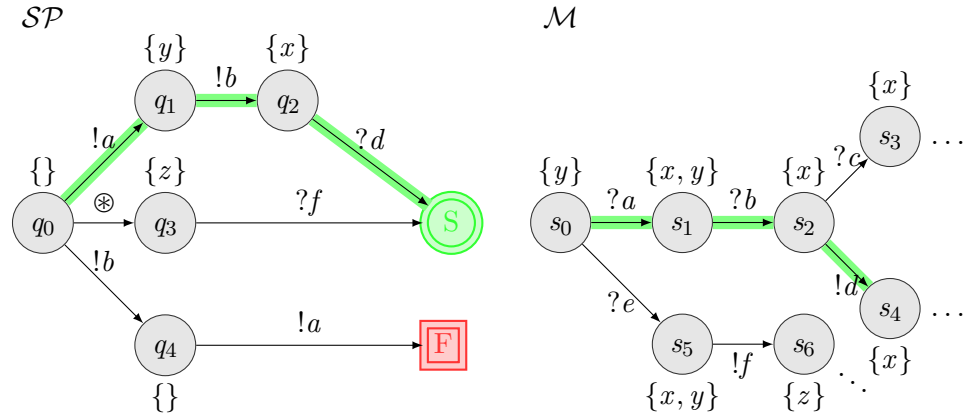 𝒮𝒫
ℳ
{y}
{x}
!b
q₁
q₂
{x}
!a
?d
s₃
...
{}
{z}
{y}
{x, y}
{x}
?c
⊛
?f
?a
?b
q₀
q₃
S
s₀
s₁
s₂
!b
!d
?e
s₄
...
!a
q₄
F
s₅
!f
s₆
{x}
{}
{x, y}
{z}
...